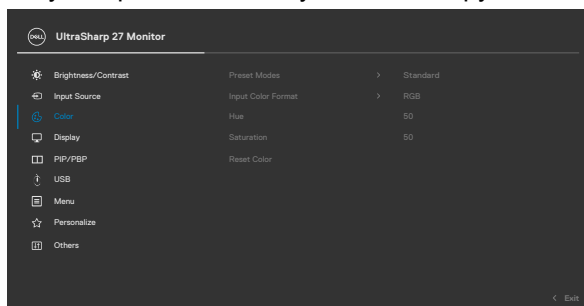 DELL UltraSharp 27 Monitor
Brightness/Contrast Preset Modes > Standard
Input Source Input Color Format > RGB
Color Hue 50
Display Saturation 50
PIP/PBP Reset Color
USB
Menu
Personalize
Others
< Exit